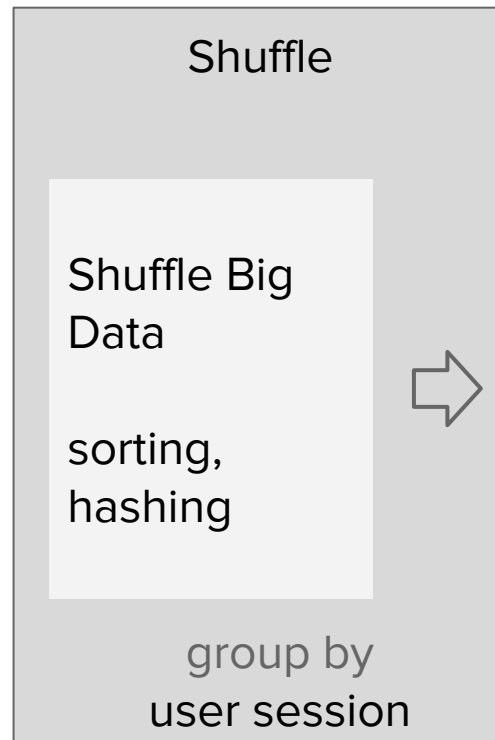 Shuffle
Shuffle Big
Data
sorting,
hashing
group by
user session